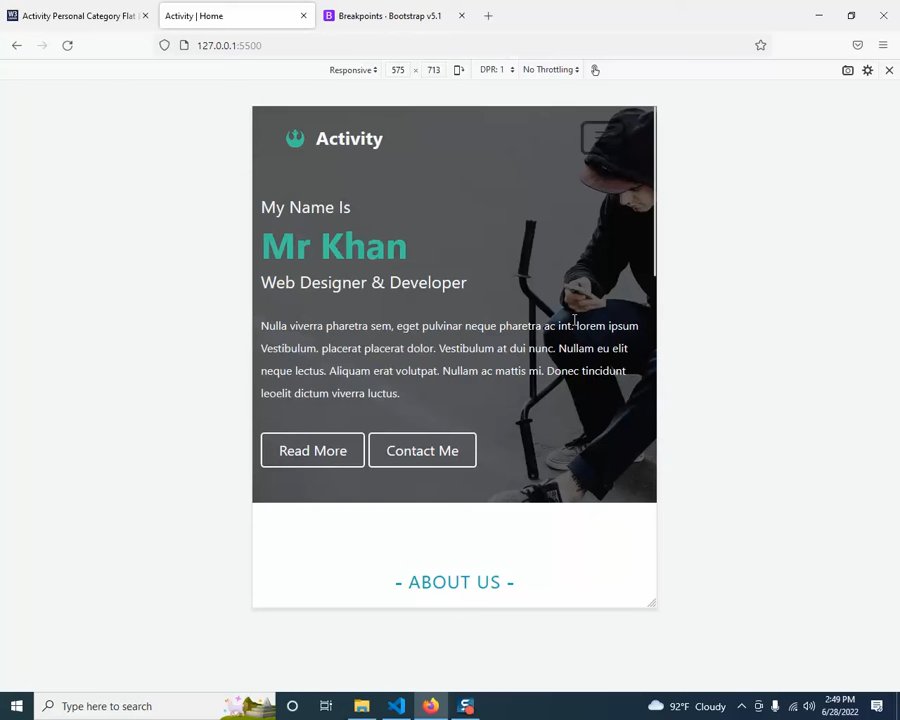 Activity Personal Category Flat
Activity | Home
Breakpoints · Bootstrap v5.1
127.0.0.1:5500
Responsive 575 × 713 DPR: 1 No Throttling
Activity
My Name Is
Mr Khan
Web Designer & Developer
Nulla viverra pharetra sem, eget pulvinar neque pharetra ac int. lorem ipsum
Vestibulum. placerat placerat dolor. Vestibulum at dui nunc. Nullam eu elit
neque lectus. Aliquam erat volutpat. Nullam ac mattis mi. Donec tincidunt
leoelit dictum viverra luctus.
Read More Contact Me
- ABOUT US -
Type here to search
92°F Cloudy
2:49 PM
6/28/2022